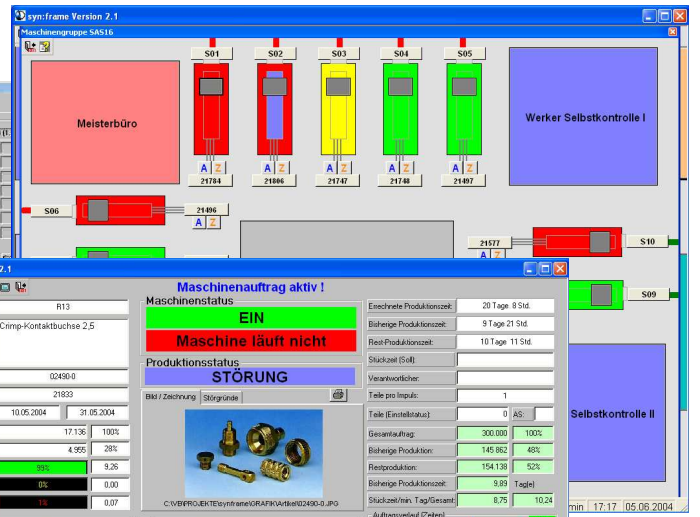 syn:frame Version 2.1
Maschinengruppe SAS16
S01 S02 S03 S04 S05
Meisterbüro
Werker Selbstkontrolle I
A Z A Z A Z A Z A Z
21784 21806 21747 21748 21497
S06 21496
A Z
21577 S10
A Z
2.1
S09
Maschinenauftrag aktiv !
R13
Maschinenstatus
EIN
Maschine läuft nicht
Crimp-Kontaktbuchse 2,5
Produktionsstatus
STÖRUNG
02490-0
21833
10.05.2004 31.05.2004
17.136 100%
4.955 28%
99% 9,26
0% 0,00
1% 0,07
Bild / Zeichnung Störgründe
C:\VB\PROJEKTE\synframe\GRAFIK\Artikel\02490-0.JPG
Errechnete Produktionszeit: 20 Tage 8 Std.
Bisherige Produktionszeit: 9 Tage 21 Std.
Rest-Produktionszeit: 10 Tage 11 Std.
Stückzeit (Soll):
Verantwortlicher:
Teile pro Impuls: 1
Teile (Einstellstatus): 0 AS:
Gesamtauftrag: 300.000 100%
Bisherige Produktion: 145.862 48%
Restproduktion: 154.138 52%
Bisherige Produktionszeit: 9,89 Tag(e)
Stückzeit/min. Tag/Gesamt: 8,75 10,24
Auftragsverlauf (Zeiten)
Selbstkontrolle II
min 17:17 05.06.2004